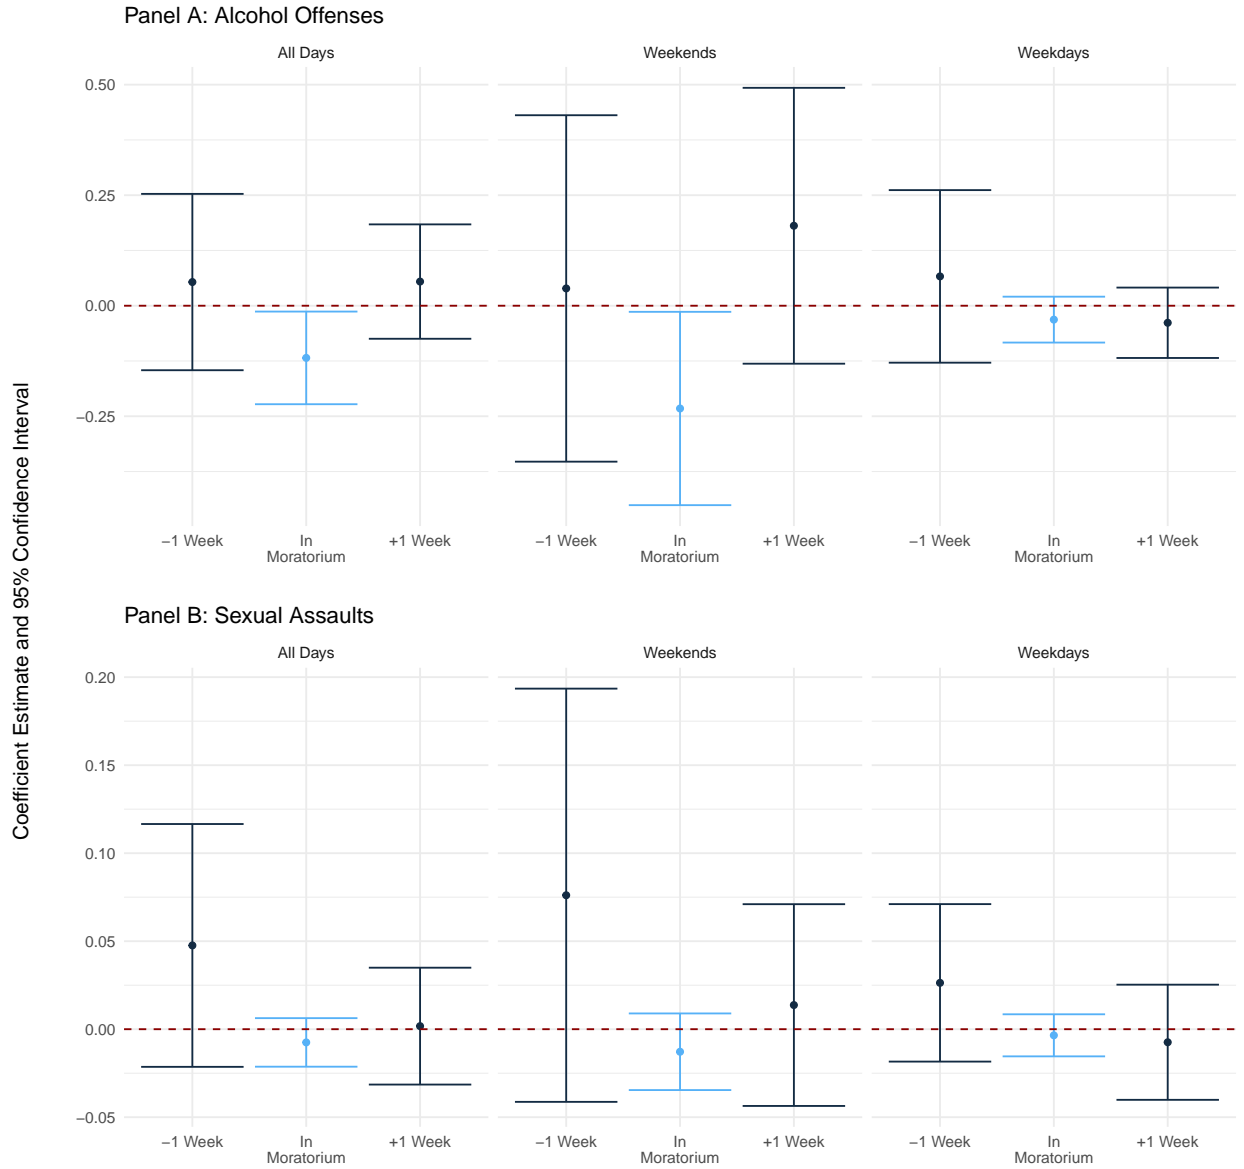 Panel A: Alcohol Offenses
All Days
Weekends
Weekdays
0.50
0.25
0.00
−0.25
−1 Week
In
Moratorium
+1 Week
−1 Week
In
Moratorium
+1 Week
−1 Week
In
Moratorium
+1 Week
Coefficient Estimate and 95% Confidence Interval
Panel B: Sexual Assaults
All Days
Weekends
Weekdays
0.20
0.15
0.10
0.05
0.00
−0.05
−1 Week
In
Moratorium
+1 Week
−1 Week
In
Moratorium
+1 Week
−1 Week
In
Moratorium
+1 Week